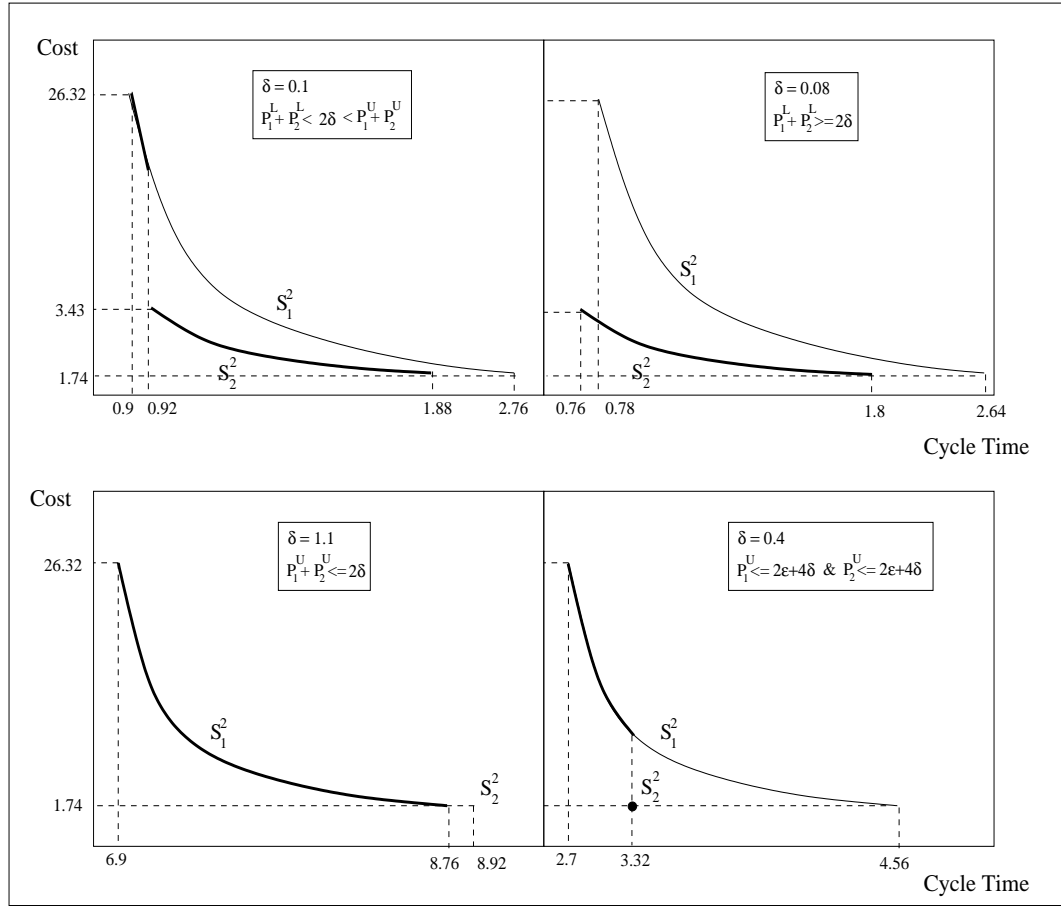 Cost
26.32
3.43
1.74
δ = 0.1
P₁ᴸ + P₂ᴸ < 2δ < P₁ᵁ + P₂ᵁ
S₁²
S₂²
0.9
0.92
1.88
2.76
δ = 0.08
P₁ᴸ + P₂ᴸ >= 2δ
S₁²
S₂²
0.76
0.78
1.8
2.64
Cycle Time
Cost
26.32
1.74
δ = 1.1
P₁ᵁ + P₂ᵁ <= 2δ
S₁²
S₂²
6.9
8.76
8.92
δ = 0.4
P₁ᵁ <= 2ε+4δ & P₂ᵁ <= 2ε+4δ
S₁²
S₂²
2.7
3.32
4.56
Cycle Time